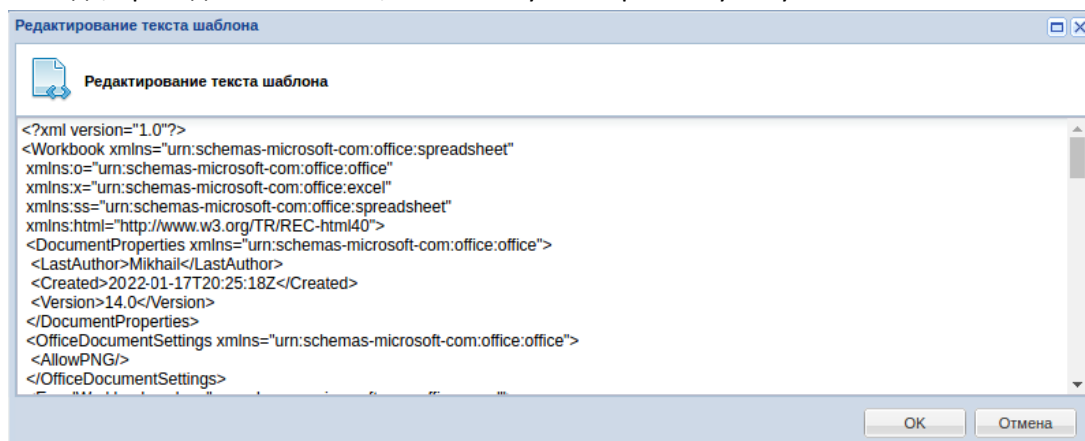 Редактирование текста шаблона
Редактирование текста шаблона
<?xml version="1.0"?>
<Workbook xmlns="urn:schemas-microsoft-com:office:spreadsheet"
xmlns:o="urn:schemas-microsoft-com:office:office"
xmlns:x="urn:schemas-microsoft-com:office:excel"
xmlns:ss="urn:schemas-microsoft-com:office:spreadsheet"
xmlns:html="http://www.w3.org/TR/REC-html40">
<DocumentProperties xmlns="urn:schemas-microsoft-com:office:office">
<LastAuthor>Mikhail</LastAuthor>
<Created>2022-01-17T20:25:18Z</Created>
<Version>14.0</Version>
</DocumentProperties>
<OfficeDocumentSettings xmlns="urn:schemas-microsoft-com:office:office">
<AllowPNG/>
</OfficeDocumentSettings>
OK Отмена